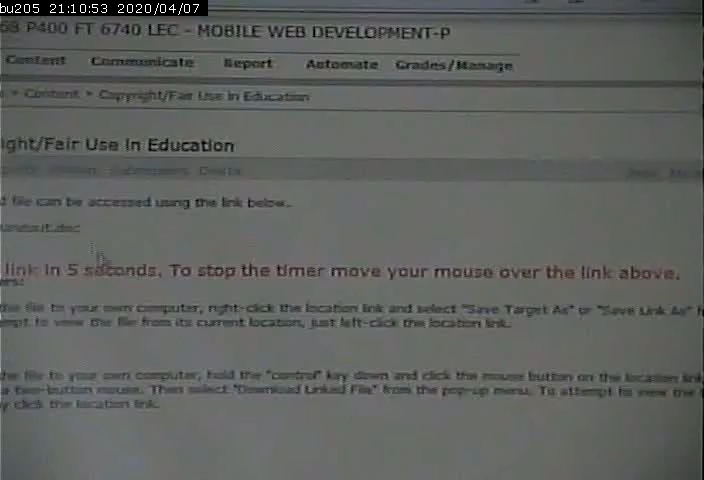 bu205 21:10:53 2020/04/07
P400 FT 6740 LEC - MOBILE WEB DEVELOPMENT-P
Content Communicate Report Automate Grades/Manage
> Content > Copyright/Fair Use in Education
ight/Fair Use in Education
d file can be accessed using the link below.
link in 5 seconds. To stop the timer move your mouse over the link above.
ers:
the file to your own computer, right-click the location link and select "Save Target As" or "Save Link As" f
mpt to view the file from its current location, just left-click the location link.
he file to your own computer, hold the "control" key down and click the mouse button on the location link
a two-button mouse. Then select "Download Linked File" from the pop-up menu. To attempt to view the
y click the location link.